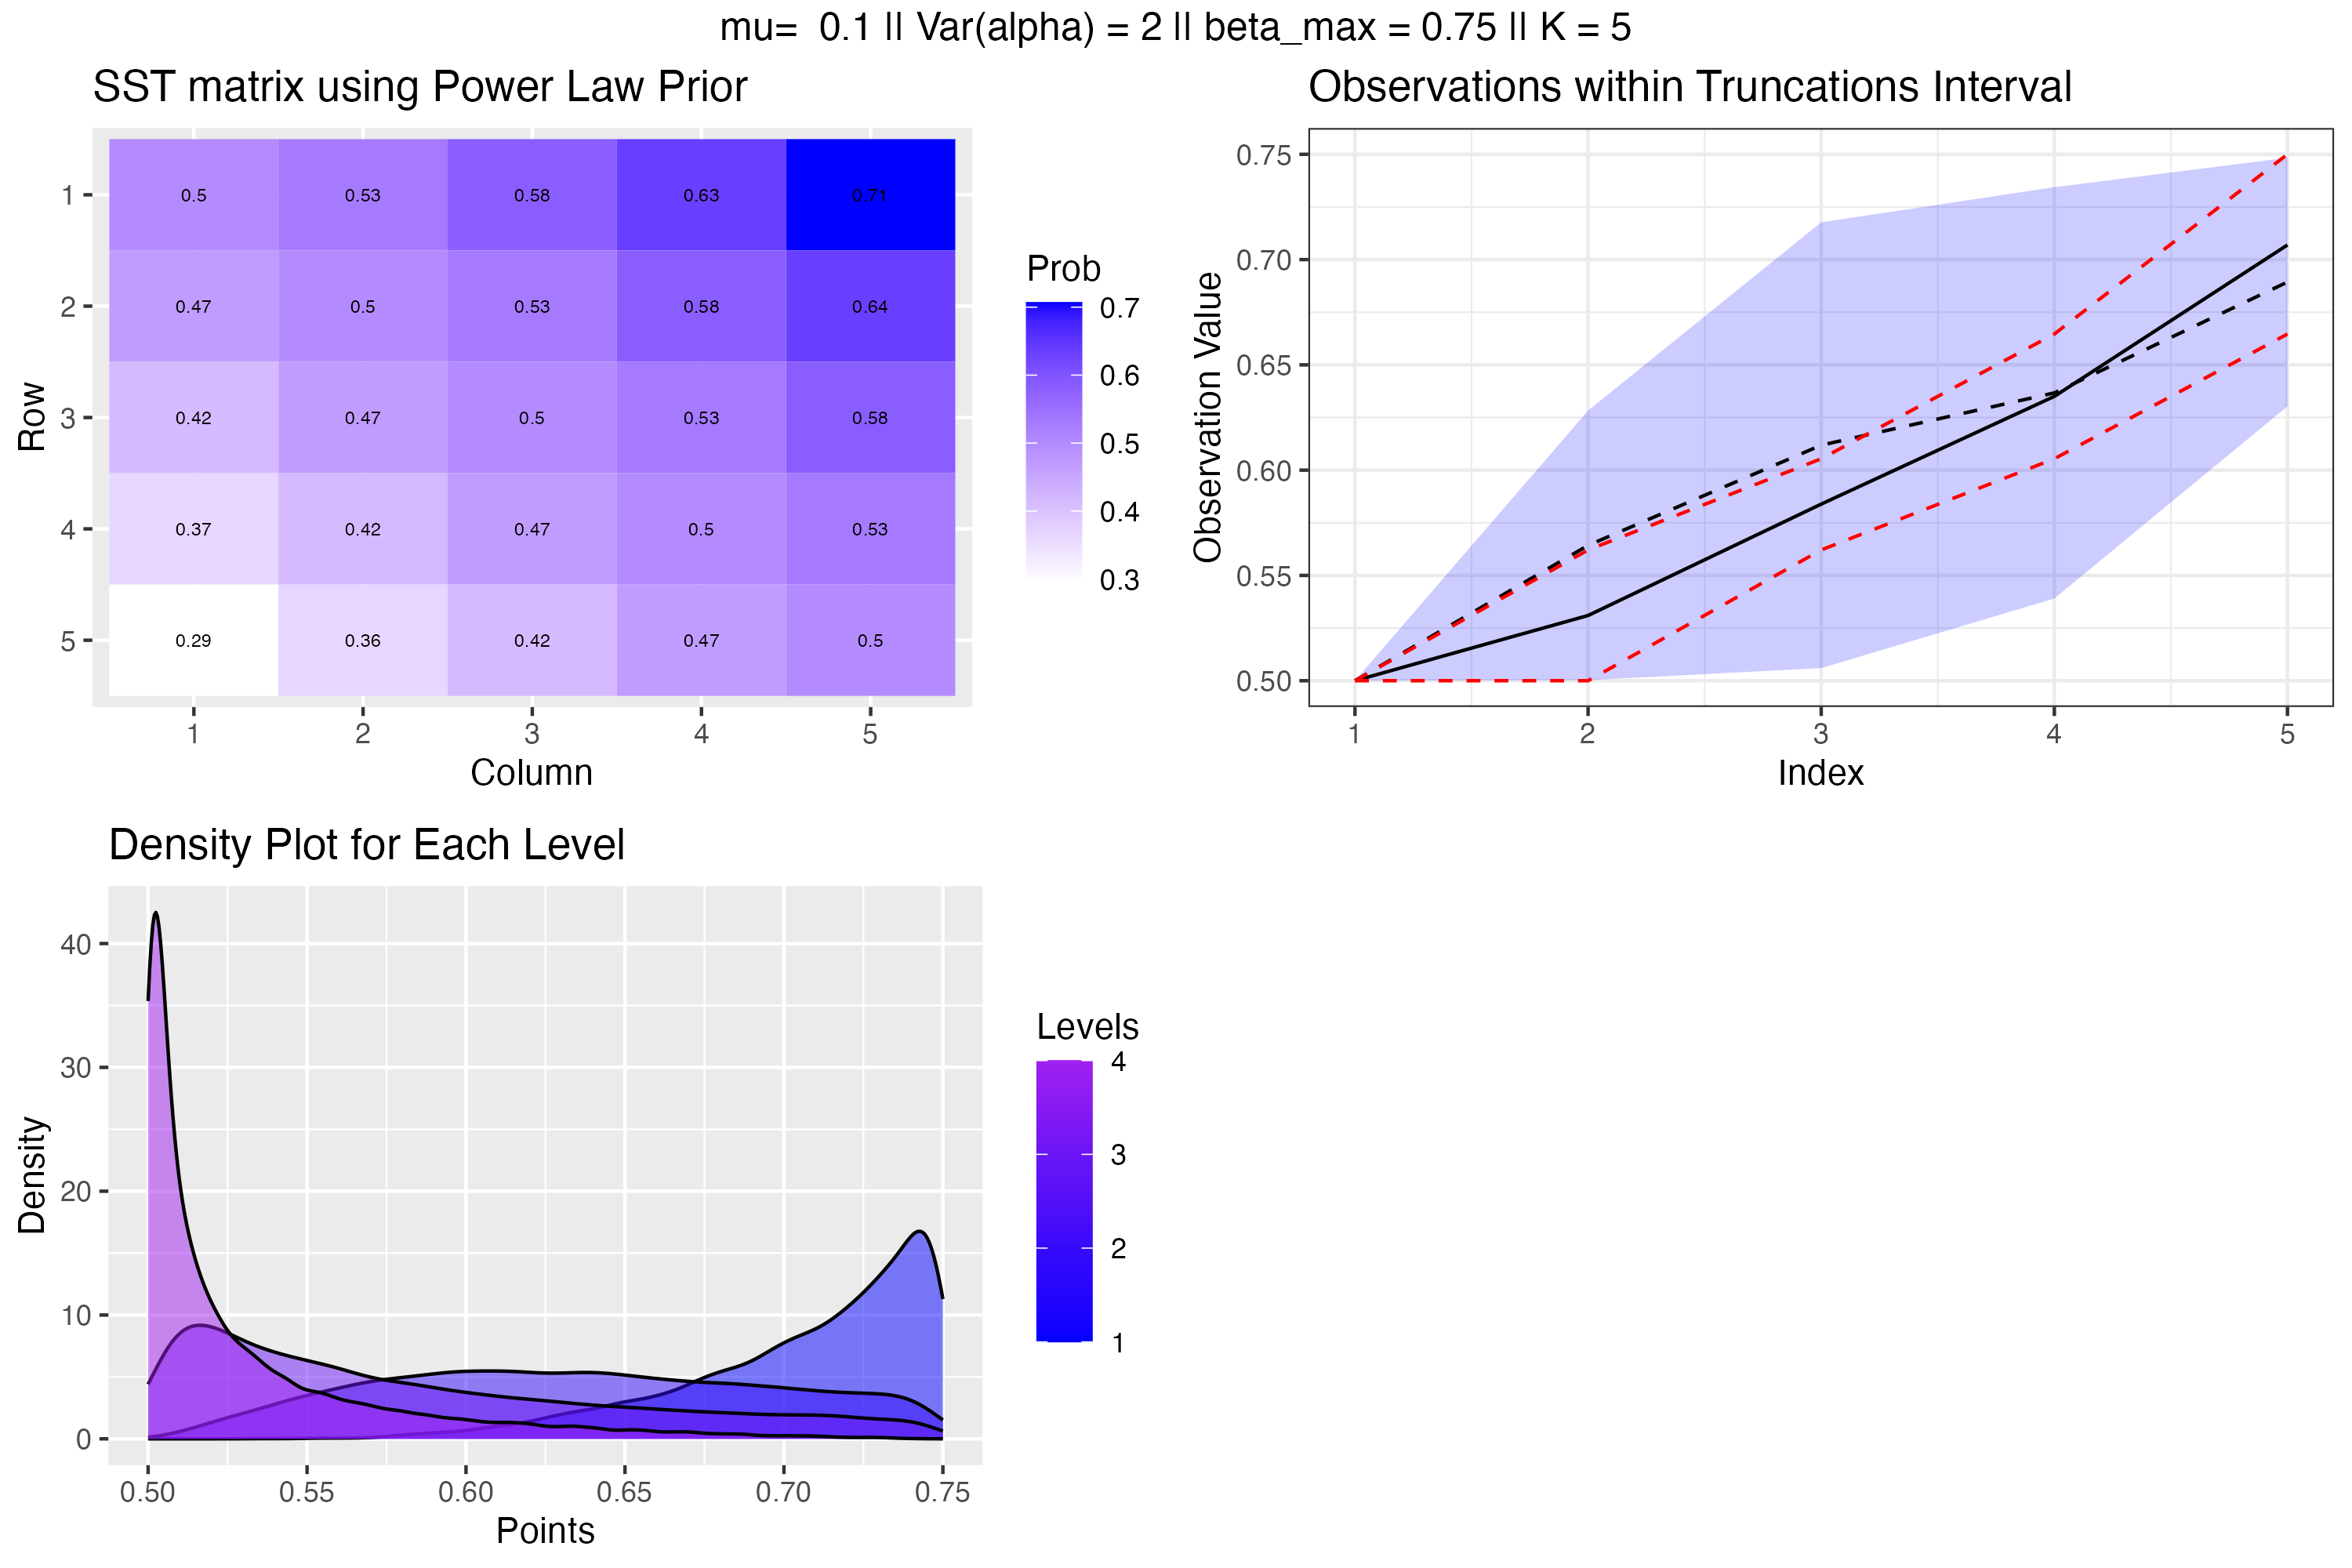 mu=  0.1 || Var(alpha) = 2 || beta_max = 0.75 || K = 5
SST matrix using Power Law Prior
1
2
3
4
5
Row
0.5 0.53 0.58 0.63 0.71
0.47 0.5 0.53 0.58 0.64
0.42 0.47 0.5 0.53 0.58
0.37 0.42 0.47 0.5 0.53
0.29 0.36 0.42 0.47 0.5
1 2 3 4 5
Column
Prob
0.7
0.6
0.5
0.4
0.3
Observations within Truncations Interval
Observation Value
0.75
0.70
0.65
0.60
0.55
0.50
1 2 3 4 5
Index
Density Plot for Each Level
Density
40
30
20
10
0
0.50 0.55 0.60 0.65 0.70 0.75
Points
Levels
4
3
2
1